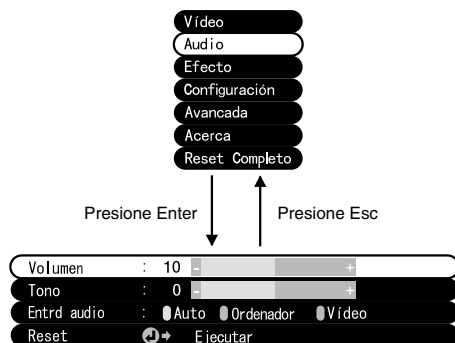 Vídeo
Audio
Efecto
Configuración
Avancada
Acerca
Reset Completo
Presione Enter
Presione Esc
Volumen : 10 - +
Tono : 0 - +
Entrd audio : Auto Ordenador Vídeo
Reset Ejecutar